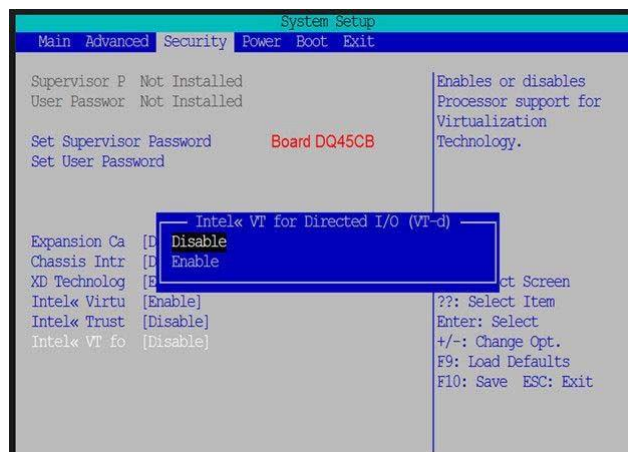 System Setup
Main Advanced Security Power Boot Exit
Supervisor P Not Installed
User Passwor Not Installed
Set Supervisor Password
Board DQ45CB
Set User Password
Expansion Ca [D
Chassis Intr [D
XD Technolog [E
Intel« Virtu [Enable]
Intel« Trust [Disable]
Intel« VT fo [Disable]
Intel« VT for Directed I/O (VT-d)
Disable
Enable
Enables or disables
Processor support for
Virtualization
Technology.
ct Screen
??: Select Item
Enter: Select
+/-: Change Opt.
F9: Load Defaults
F10: Save ESC: Exit